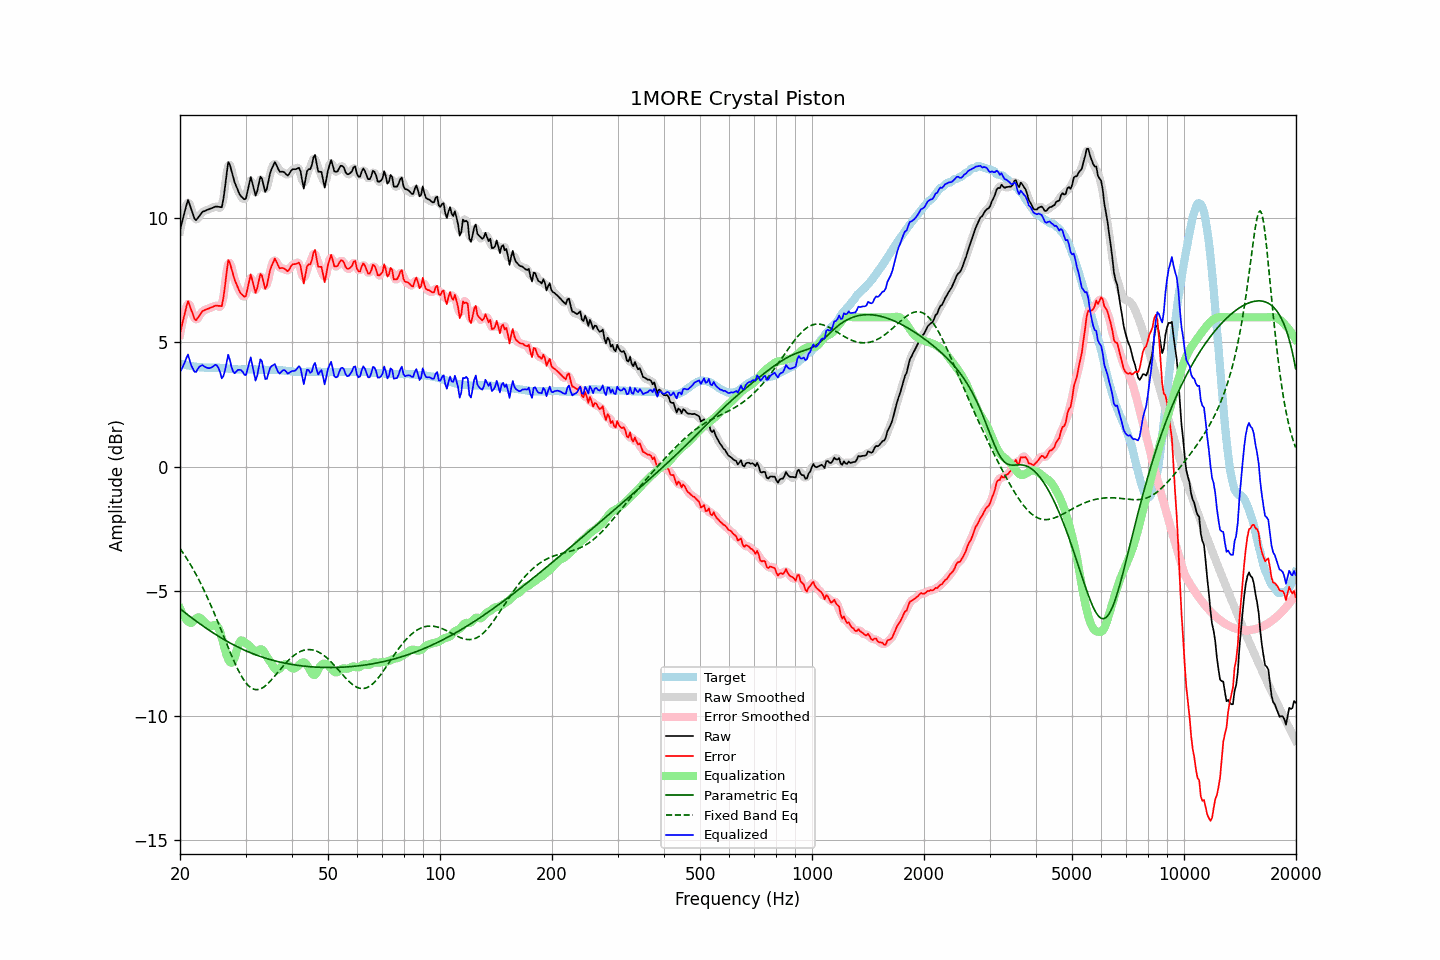 1MORE Crystal Piston
Amplitude (dBr)
10
5
0
−5
−10
−15
Target
Raw Smoothed
Error Smoothed
Raw
Error
Equalization
Parametric Eq
Fixed Band Eq
Equalized
20 50 100 200 500 1000 2000 5000 10000 20000
Frequency (Hz)